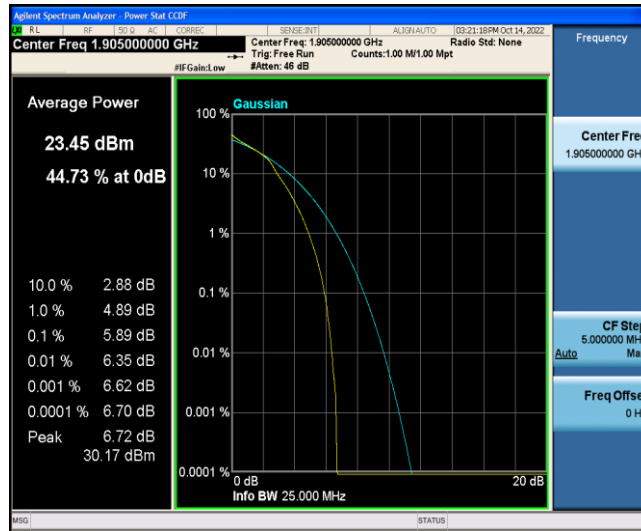 Agilent Spectrum Analyzer - Power Stat CCDF
RL RF 50 Ω AC CORREC SENSE:INT ALIGNAUTO 03:21:18PM Oct 14, 2022
Center Freq 1.905000000 GHz
Center Freq: 1.905000000 GHz Radio Std: None
Trig: Free Run Counts:1.00 M/1.00 Mpt
#IFGain:Low #Atten: 46 dB
Frequency
Average Power
23.45 dBm
44.73 % at 0dB
10.0 % 2.88 dB
1.0 % 4.89 dB
0.1 % 5.89 dB
0.01 % 6.35 dB
0.001 % 6.62 dB
0.0001 % 6.70 dB
Peak 6.72 dB
30.17 dBm
Gaussian
100 %
10 %
1 %
0.1 %
0.01 %
0.001 %
0.0001 %
0 dB 20 dB
Info BW 25.000 MHz
Center Fre
1.905000000 GH
CF Step
5.000000 MH
Auto Ma
Freq Offse
0 H
MSG STATUS